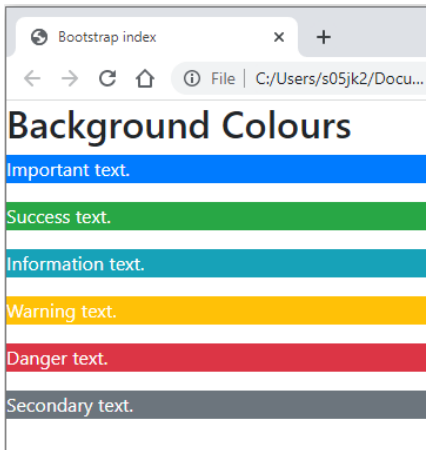 Bootstrap index
File C:/Users/s05jk2/Docu...
Background Colours
Important text.
Success text.
Information text.
Warning text.
Danger text.
Secondary text.